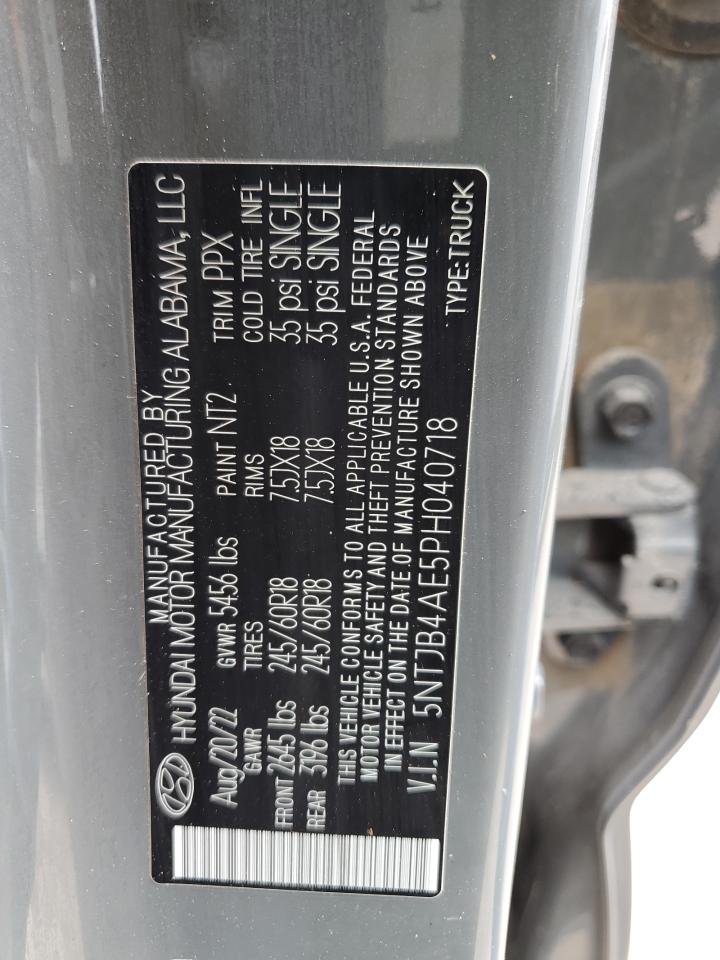 MANUFACTURED BY
HYUNDAI MOTOR MANUFACTURING ALABAMA, LLC
Aug/20/22 GVWR 5456 lbs PAINT NT2 TRIM PPX
GAWR TIRES RIMS COLD TIRE INFL
FRONT 2645 lbs 245/60R18 7.5JX18 35 psi SINGLE
REAR 3196 lbs 245/60R18 7.5JX18 35 psi SINGLE
THIS VEHICLE CONFORMS TO ALL APPLICABLE U.S.A. FEDERAL
MOTOR VEHICLE SAFETY AND THEFT PREVENTION STANDARDS
IN EFFECT ON THE DATE OF MANUFACTURE SHOWN ABOVE
V.I.N 5NTJB4AE5PH040718
TYPE:TRUCK